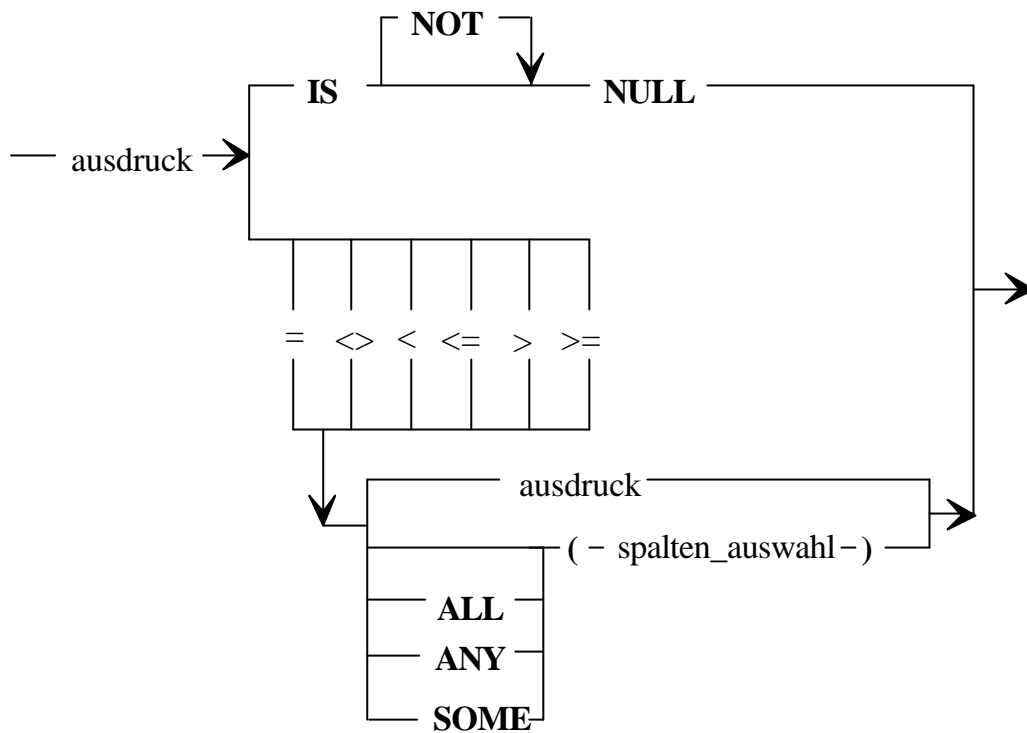 NOT
IS NULL
ausdruck
= <> < <= > >=
ausdruck
( spalten_auswahl )
ALL
ANY
SOME